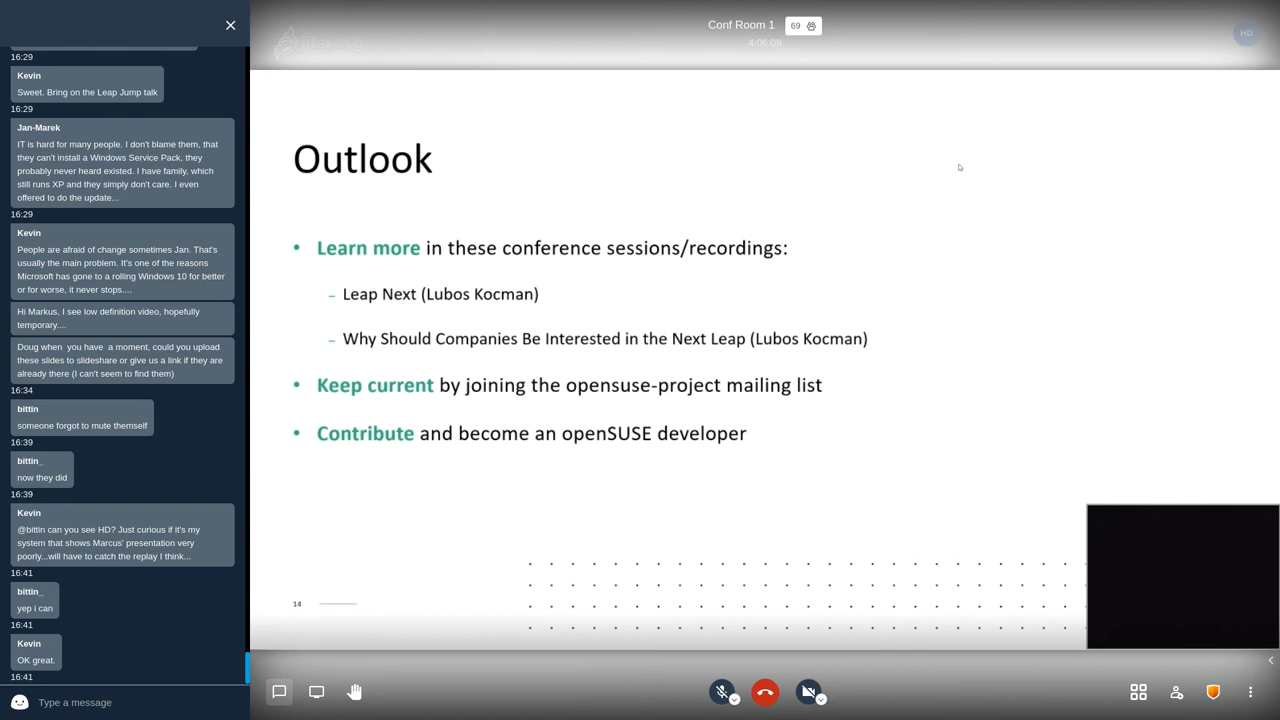 16:29
Kevin
Sweet. Bring on the Leap Jump talk
16:29
Jan-Marek
IT is hard for many people. I don't blame them, that
they can't install a Windows Service Pack, they
probably never heard existed. I have family, which
still runs XP and they simply don't care. I even
offered to do the update...
16:29
Kevin
People are afraid of change sometimes Jan. That's
usually the main problem. It's one of the reasons
Microsoft has gone to a rolling Windows 10 for better
or for worse, it never stops....
Hi Markus, I see low definition video, hopefully
temporary....
Doug when  you have  a moment, could you upload
these slides to slideshare or give us a link if they are
already there (I can't seem to find them)
16:34
bittin
someone forgot to mute themself
16:39
bittin_
now they did
16:39
Kevin
@bittin can you see HD? Just curious if it's my
system that shows Marcus' presentation very
poorly...will have to catch the replay I think...
16:41
bittin_
yep i can
16:41
Kevin
OK great.
16:41
Type a message
Conf Room 1
69
4:06:09
HD
Outlook
• Learn more in these conference sessions/recordings:
– Leap Next (Lubos Kocman)
– Why Should Companies Be Interested in the Next Leap (Lubos Kocman)
• Keep current by joining the opensuse-project mailing list
• Contribute and become an openSUSE developer
14